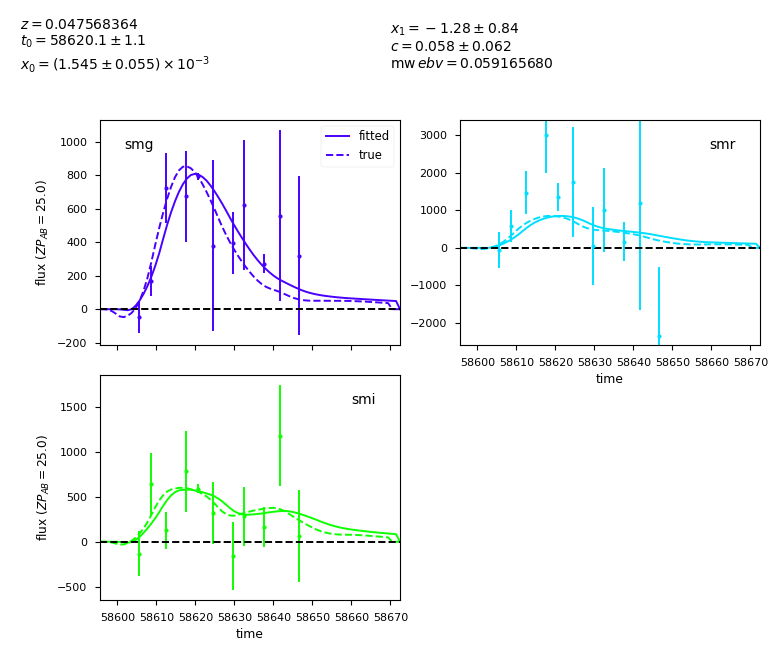 z = 0.047568364
t₀ = 58620.1 ± 1.1
x₀ = (1.545 ± 0.055) × 10⁻³
x₁ = −1.28 ± 0.84
c = 0.058 ± 0.062
mw ebv = 0.059165680
smg
fitted
true
1000
800
600
400
200
0
−200
flux (ZP_AB = 25.0)
smr
3000
2000
1000
0
−1000
−2000
58600 58610 58620 58630 58640 58650 58660 58670
time
smi
1500
1000
500
0
−500
flux (ZP_AB = 25.0)
58600 58610 58620 58630 58640 58650 58660 58670
time